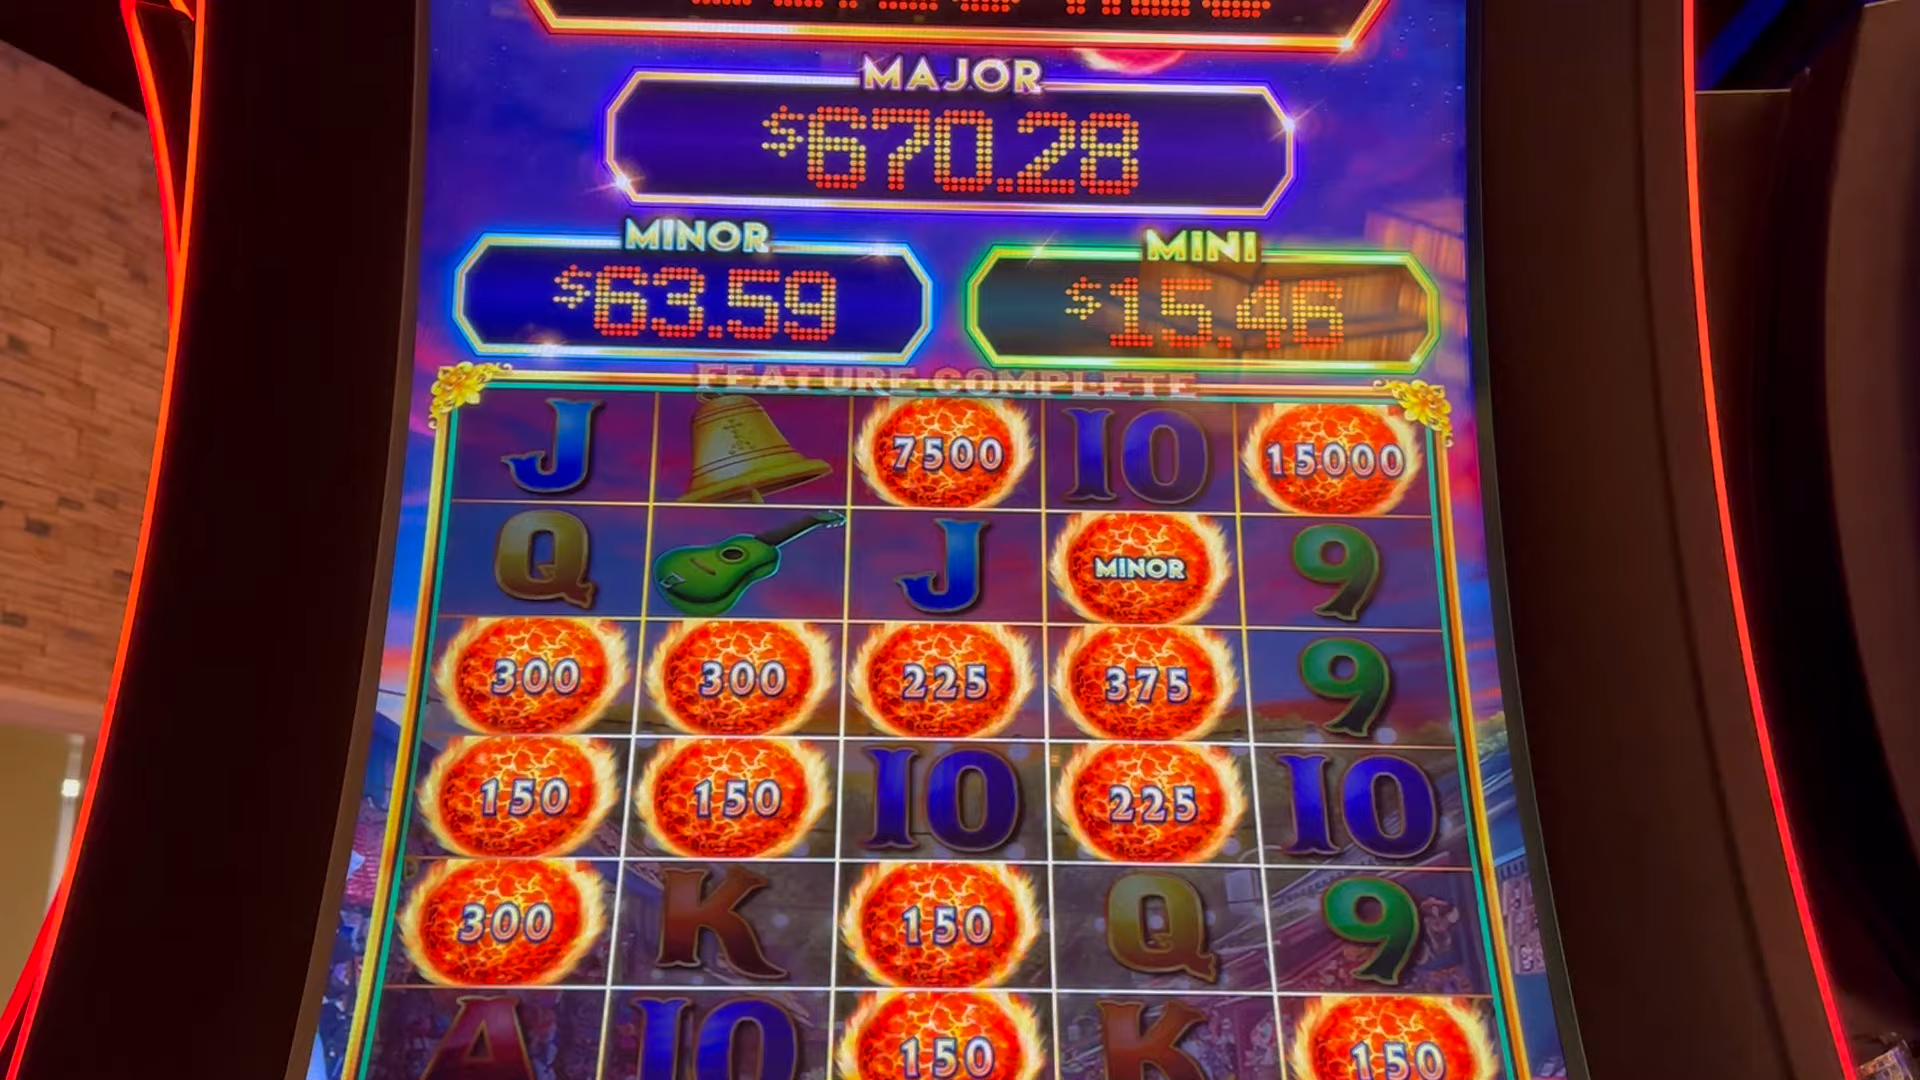 MAJOR
$670.28
MINOR
$63.59
MINI
$15.46
FEATURE COMPLETE
J 7500 10 15000
Q J MINOR 9
300 300 225 375 9
150 150 10 225 10
300 K 150 Q 9
A 10 150 K 150